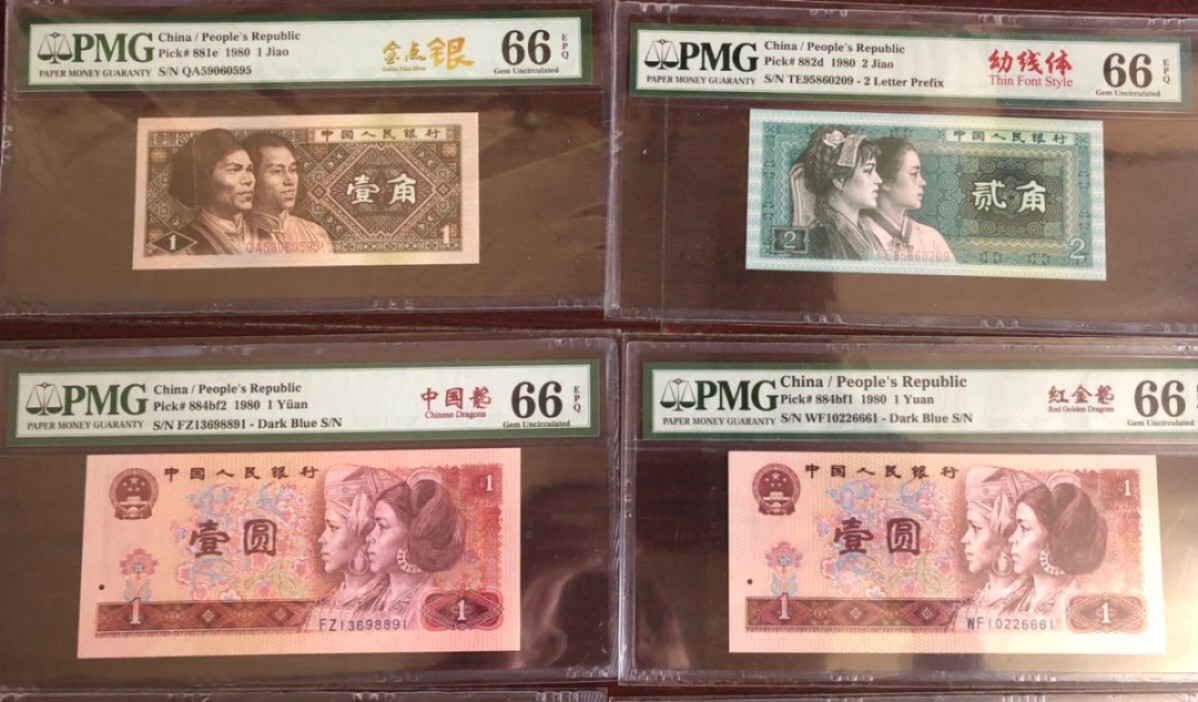 PMG
PAPER MONEY GUARANTY
China / People's Republic
Pick# 881e 1980 1 Jiao
S/N QA59060595
金点银
66
EPQ
Gem Uncirculated
中国人民银行
壹角
1
QA59060595
1
PMG
PAPER MONEY GUARANTY
China / People's Republic
Pick# 882d 1980 2 Jiao
S/N TE95860209 - 2 Letter Prefix
幼线体
Thin Font Style
66
EPQ
Gem Uncirculated
中国人民银行
贰角
2
95860209
2
PMG
PAPER MONEY GUARANTY
China / People's Republic
Pick# 884bf2 1980 1 Yüan
S/N FZ13698891 - Dark Blue S/N
中国龙
Chinese Dragons
66
EPQ
Gem Uncirculated
中国人民银行
1
壹圆
1
FZ13698891
1
PMG
PAPER MONEY GUARANTY
China / People's Republic
Pick# 884bf1 1980 1 Yuan
S/N WF10226661 - Dark Blue S/N
紅金龍
Red Golden Dragons
66
Gem Uncirculated
中国人民银行
1
壹圆
1
WF10226661
1